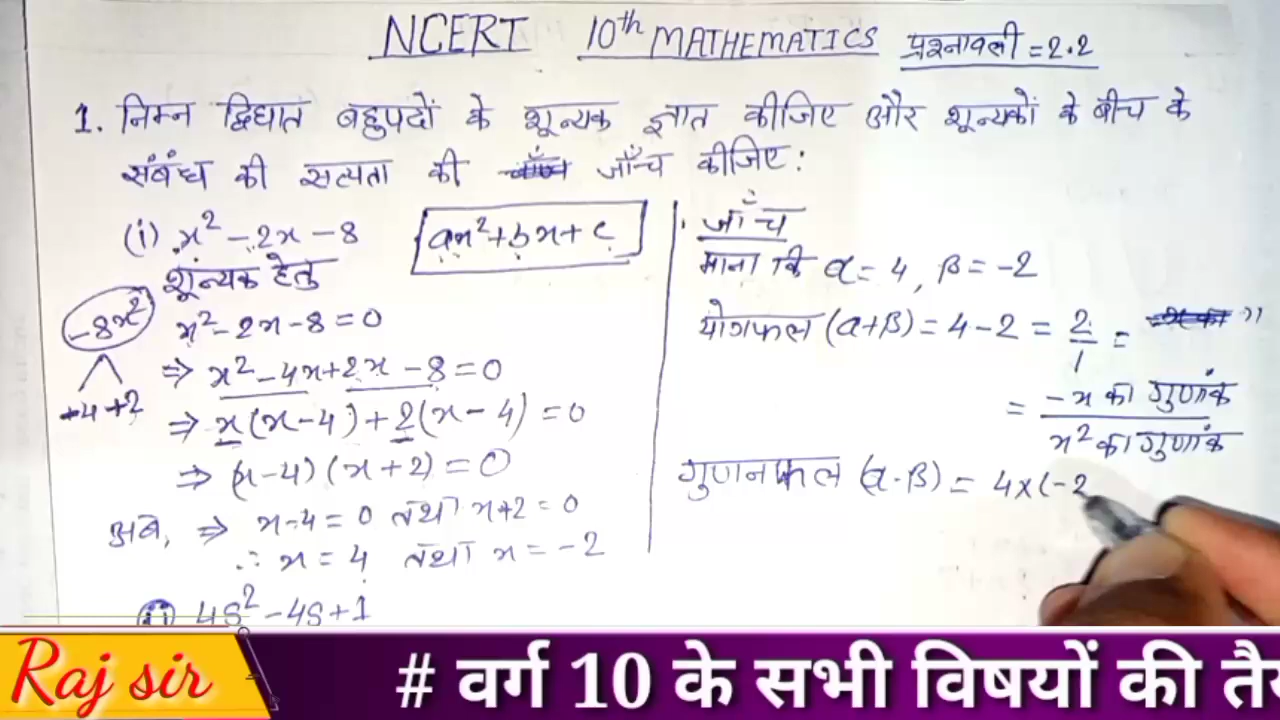 NCERT 10th MATHEMATICS प्रश्नावली = 2.2
1. निम्न द्विघात बहुपदों के शून्यक ज्ञात कीजिए और शून्यकों के बीच के
संबंध की सत्यता की जाँच कीजिए:
(i) x² - 2x - 8
ax² + bx + c
शून्यक हेतु
-8x²
-4 +2
x² - 2x - 8 = 0
⇒ x² - 4x + 2x - 8 = 0
⇒ x(x-4) + 2(x-4) = 0
⇒ (x-4)(x+2) = 0
अब, ⇒ x-4 = 0 तथा x+2 = 0
∴ x = 4 तथा x = -2
(ii) 4s² - 4s + 1
जाँच
माना कि α = 4, β = -2
योगफल (α+β) = 4 - 2 = 2/1 =
= -x का गुणांक / x² का गुणांक
गुणनफल (α.β) = 4×(-2
Raj sir
# वर्ग 10 के सभी विषयों की तै